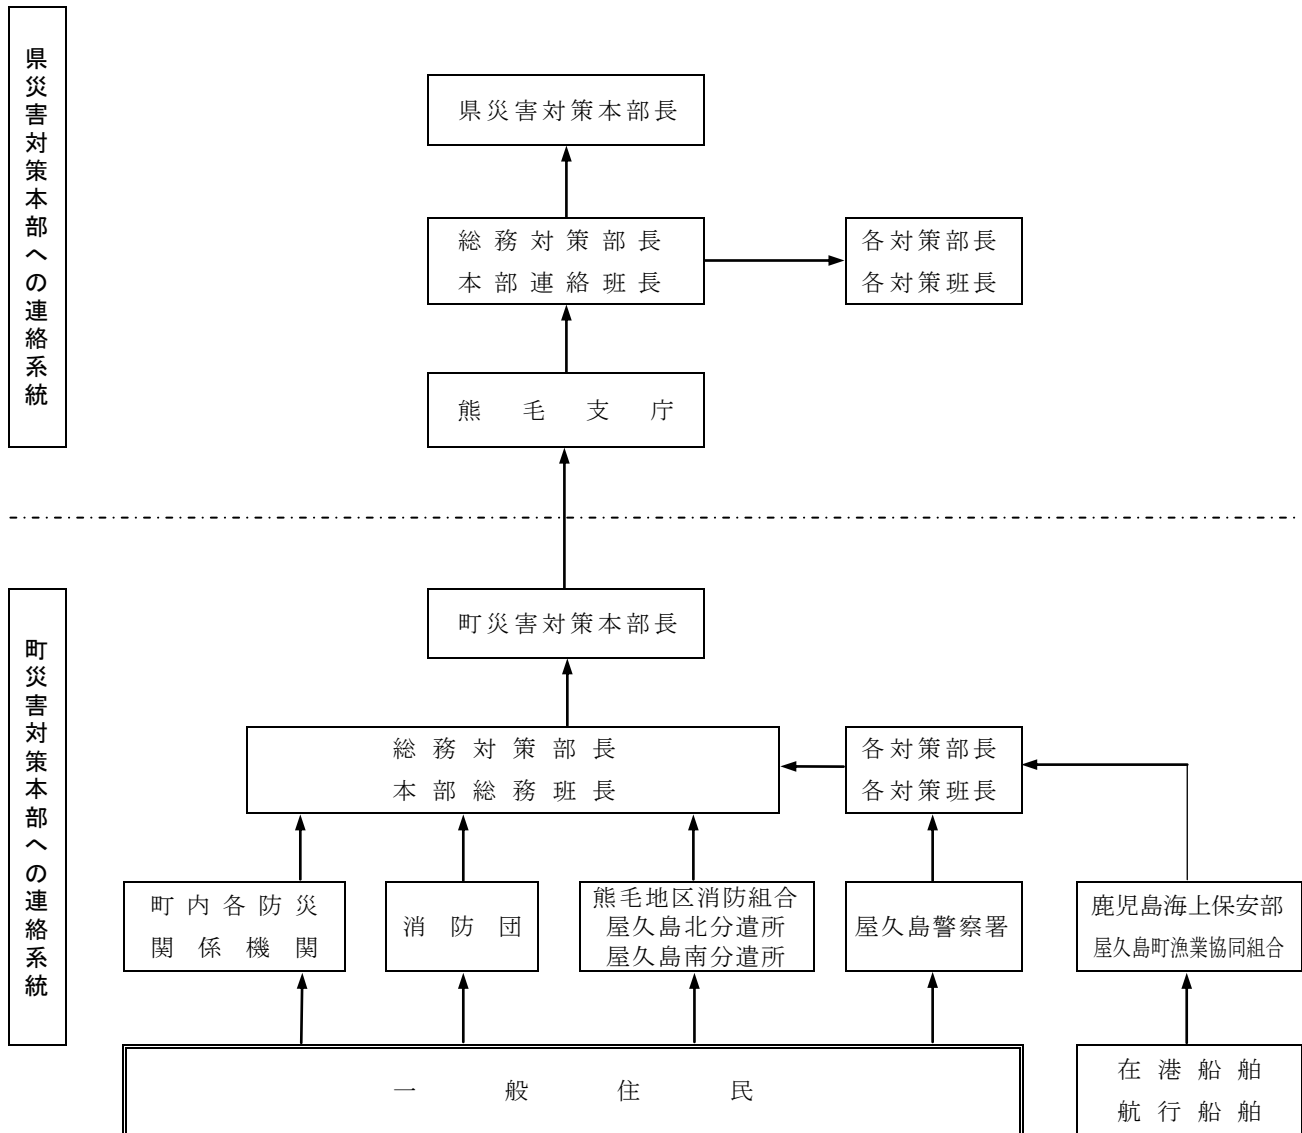 県災害対策本部への連絡系統
県災害対策本部長
総務対策部長
本部連絡班長
各対策部長
各対策班長
熊毛支庁
町災害対策本部への連絡系統
町災害対策本部長
総務対策部長
本部総務班長
各対策部長
各対策班長
町内各防災
関係機関
消防団
熊毛地区消防組合
屋久島北分遣所
屋久島南分遣所
屋久島警察署
鹿児島海上保安部
屋久島町漁業協同組合
一般住民
在港船舶
航行船舶